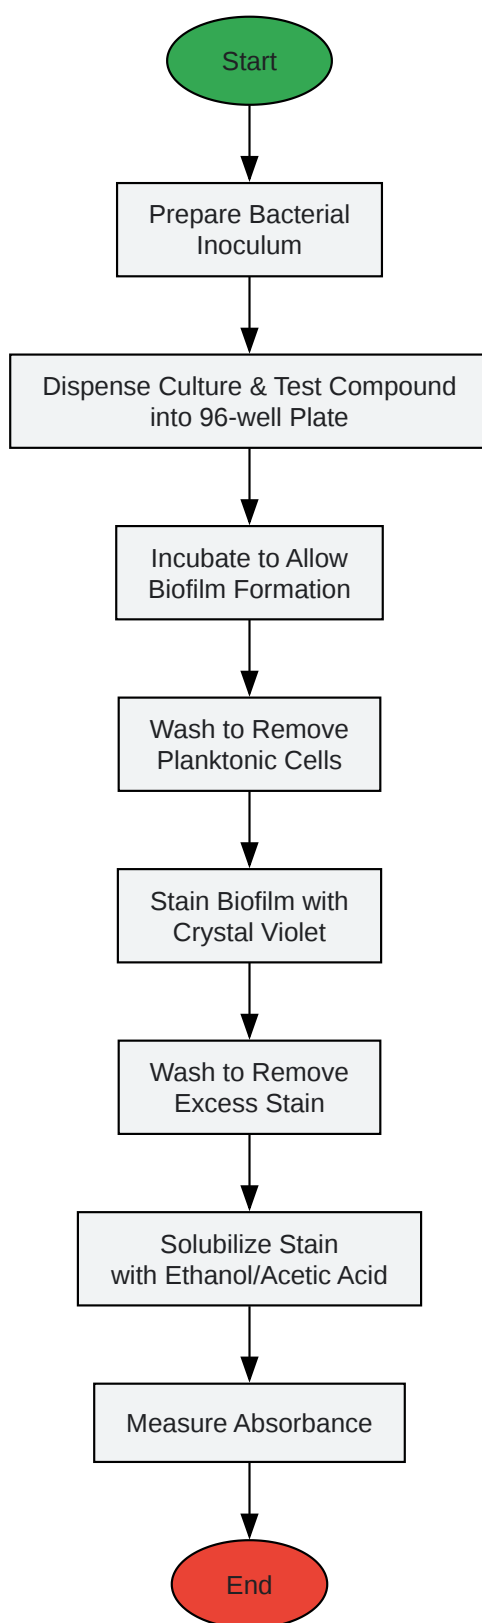 Start
Prepare Bacterial
Inoculum
Dispense Culture & Test Compound
into 96-well Plate
Incubate to Allow
Biofilm Formation
Wash to Remove
Planktonic Cells
Stain Biofilm with
Crystal Violet
Wash to Remove
Excess Stain
Solubilize Stain
with Ethanol/Acetic Acid
Measure Absorbance
End